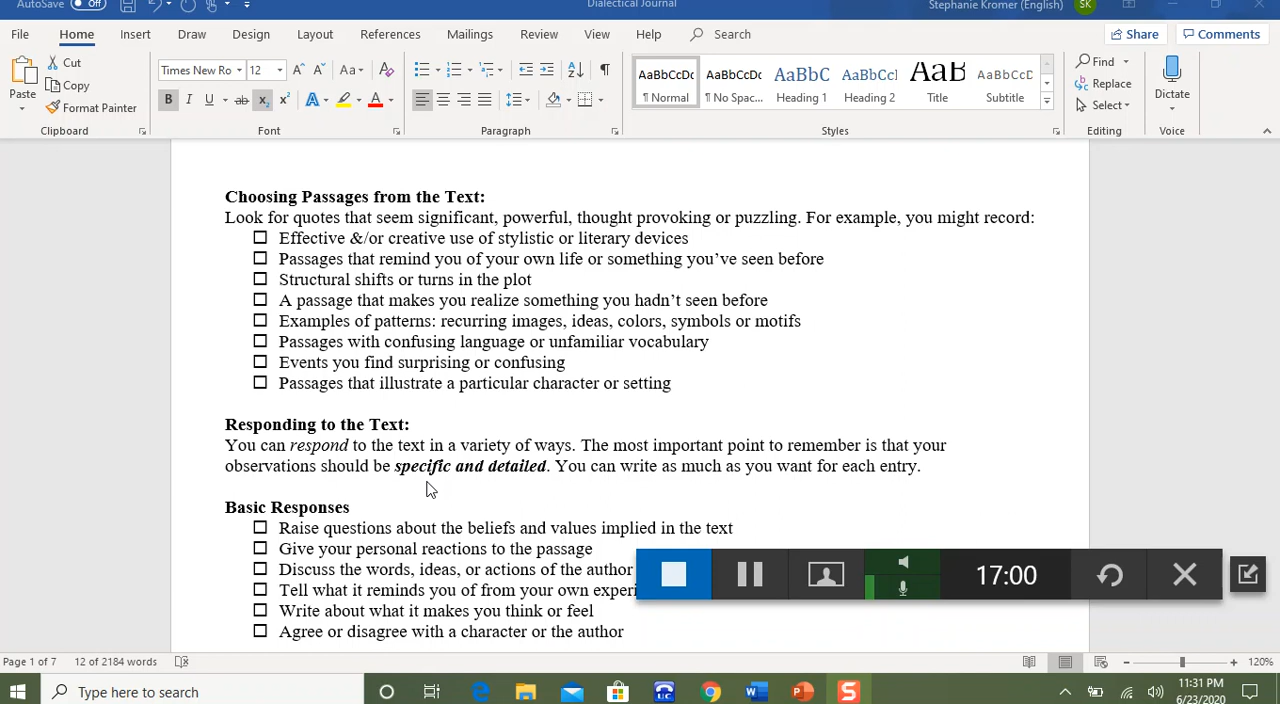 AutoSave Off Dialectical Journal Stephanie Kromer (English) SK
File Home Insert Draw Design Layout References Mailings Review View Help Search Share Comments
Paste Cut Copy Format Painter
Times New Ro 12
AaBbCcDc AaBbCcDc AaBbC AaBbCcl AaB AaBbCcD
¶ Normal ¶ No Spac... Heading 1 Heading 2 Title Subtitle
Find Replace Select
Dictate
Clipboard Font Paragraph Styles Editing Voice
Choosing Passages from the Text:
Look for quotes that seem significant, powerful, thought provoking or puzzling. For example, you might record:
Effective &/or creative use of stylistic or literary devices
Passages that remind you of your own life or something you’ve seen before
Structural shifts or turns in the plot
A passage that makes you realize something you hadn’t seen before
Examples of patterns: recurring images, ideas, colors, symbols or motifs
Passages with confusing language or unfamiliar vocabulary
Events you find surprising or confusing
Passages that illustrate a particular character or setting
Responding to the Text:
You can respond to the text in a variety of ways. The most important point to remember is that your
observations should be specific and detailed. You can write as much as you want for each entry.
Basic Responses
Raise questions about the beliefs and values implied in the text
Give your personal reactions to the passage
Discuss the words, ideas, or actions of the author
Tell what it reminds you of from your own experi
Write about what it makes you think or feel
Agree or disagree with a character or the author
17:00
Page 1 of 7 12 of 2184 words 120%
Type here to search
11:31 PM
6/23/2020